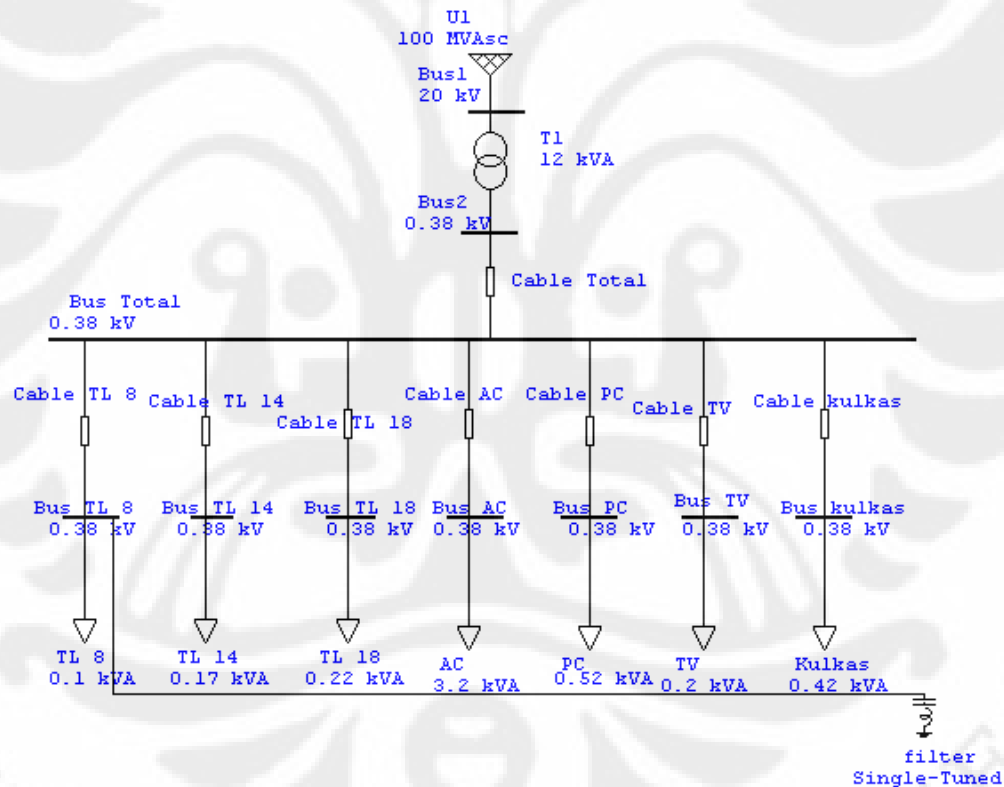 U1
100 MVAsc
Bus1
20 kV
T1
12 kVA
Bus2
0.38 kV
Cable Total
Bus Total
0.38 kV
Cable TL 8
Cable TL 14
Cable TL 18
Cable AC
Cable PC
Cable TV
Cable kulkas
Bus TL 8
0.38 kV
Bus TL 14
0.38 kV
Bus TL 18
0.38 kV
Bus AC
0.38 kV
Bus PC
0.38 kV
Bus TV
0.38 kV
Bus kulkas
0.38 kV
TL 8
0.1 kVA
TL 14
0.17 kVA
TL 18
0.22 kVA
AC
3.2 kVA
PC
0.52 kVA
TV
0.2 kVA
Kulkas
0.42 kVA
filter
Single-Tuned